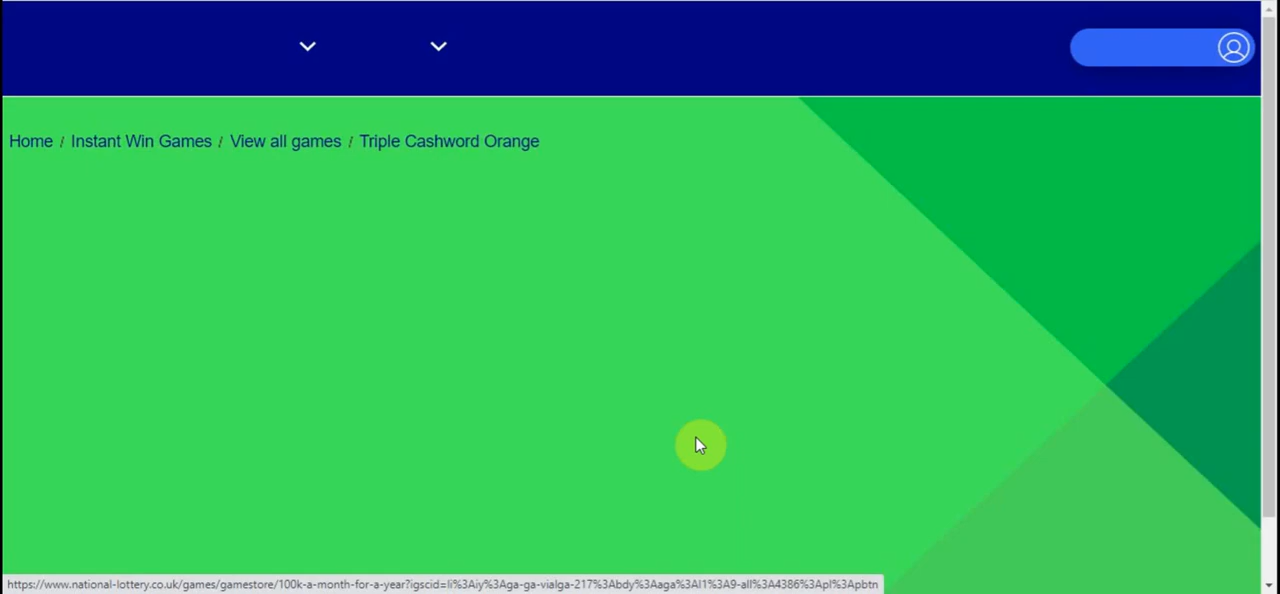 Home / Instant Win Games / View all games / Triple Cashword Orange
https://www.national-lottery.co.uk/games/gamestore/100k-a-month-for-a-year?igscid=li%3Aiy%3Aga-ga-vialga-217%3Abdy%3Aaga%3Al1%3A9-all%3A4386%3Apl%3Apbtn